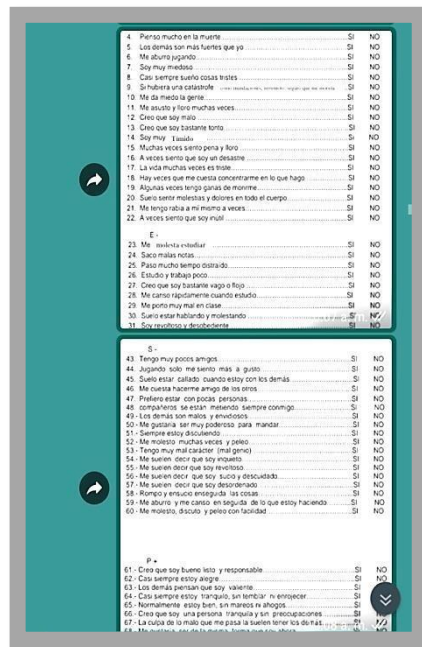 4. Pienso mucho en la muerte SI NO
5. Los demás son más fuertes que yo SI NO
6. Me aburro jugando SI NO
7. Soy muy miedoso SI NO
8. Casi siempre sueño cosas tristes SI NO
9. Si hubiera una catástrofe SI NO
10. Me da miedo la gente SI NO
11. Me asusto y lloro muchas veces SI NO
12. Creo que soy malo SI NO
13. Creo que soy bastante tonto SI NO
14. Soy muy Tímido SI NO
15. Muchas veces siento pena y lloro SI NO
16. A veces siento que soy un desastre SI NO
17. La vida muchas veces es triste SI NO
18. Hay veces que me cuesta concentrarme en lo que hago SI NO
19. Algunas veces tengo ganas de morirme SI NO
20. Suelo sentir molestias y dolores en todo el cuerpo SI NO
21. Me tengo rabia a mi mismo a veces SI NO
22. A veces siento que soy inútil SI NO
E -
23. Me molesta estudiar SI NO
24. Saco malas notas SI NO
25. Paso mucho tiempo distraido SI NO
26. Estudio y trabajo poco SI NO
27. Creo que soy bastante vago o flojo SI NO
28. Me canso rápidamente cuando estudio SI NO
29. Me porto muy mal en clase SI NO
30. Suelo estar hablando y molestando SI NO
31. Soy revoltoso y desobediente SI NO
S -
43. Tengo muy pocos amigos SI NO
44. Jugando solo me siento mas a gusto SI NO
45. Suelo estar callado cuando estoy con los demás SI NO
46. Me cuesta hacerme amigo de los otros SI NO
47. Prefiero estar con pocas personas SI NO
48. compañeros se están metiendo siempre conmigo SI NO
49.- Los demás son malos y envidiosos SI NO
50.- Me gustaria ser muy poderoso para mandar SI NO
51.- Siempre estoy discutiendo SI NO
52.- Me molesto muchas veces y peleo SI NO
53.- Tengo muy mal carácter (mal genio) SI NO
54.- Me suelen decir que soy inquieto SI NO
55.- Me suelen decir que soy revoltoso SI NO
56.- Me suelen decir que soy sucio y descuidado SI NO
57.- Me suelen decir que soy desordenado SI NO
58.- Rompo y ensucio enseguida las cosas SI NO
59.- Me aburro y me canso en seguida de lo que estoy haciendo SI NO
60.- Me molesto, discuto y peleo con facilidad SI NO
P +
61.- Creo que soy bueno listo y responsable SI NO
62.- Casi siempre estoy alegre SI NO
63.- Los demás piensan que soy valiente SI NO
64.- Casi siempre estoy tranquilo, sin temblar ni enrojecer SI NO
65.- Normalmente estoy bien, sin mareos ni ahogos SI NO
66.- Creo que soy una persona tranquila y sin preocupaciones SI NO
67.- La culpa de lo malo que me pasa la suelen tener los demás SI NO